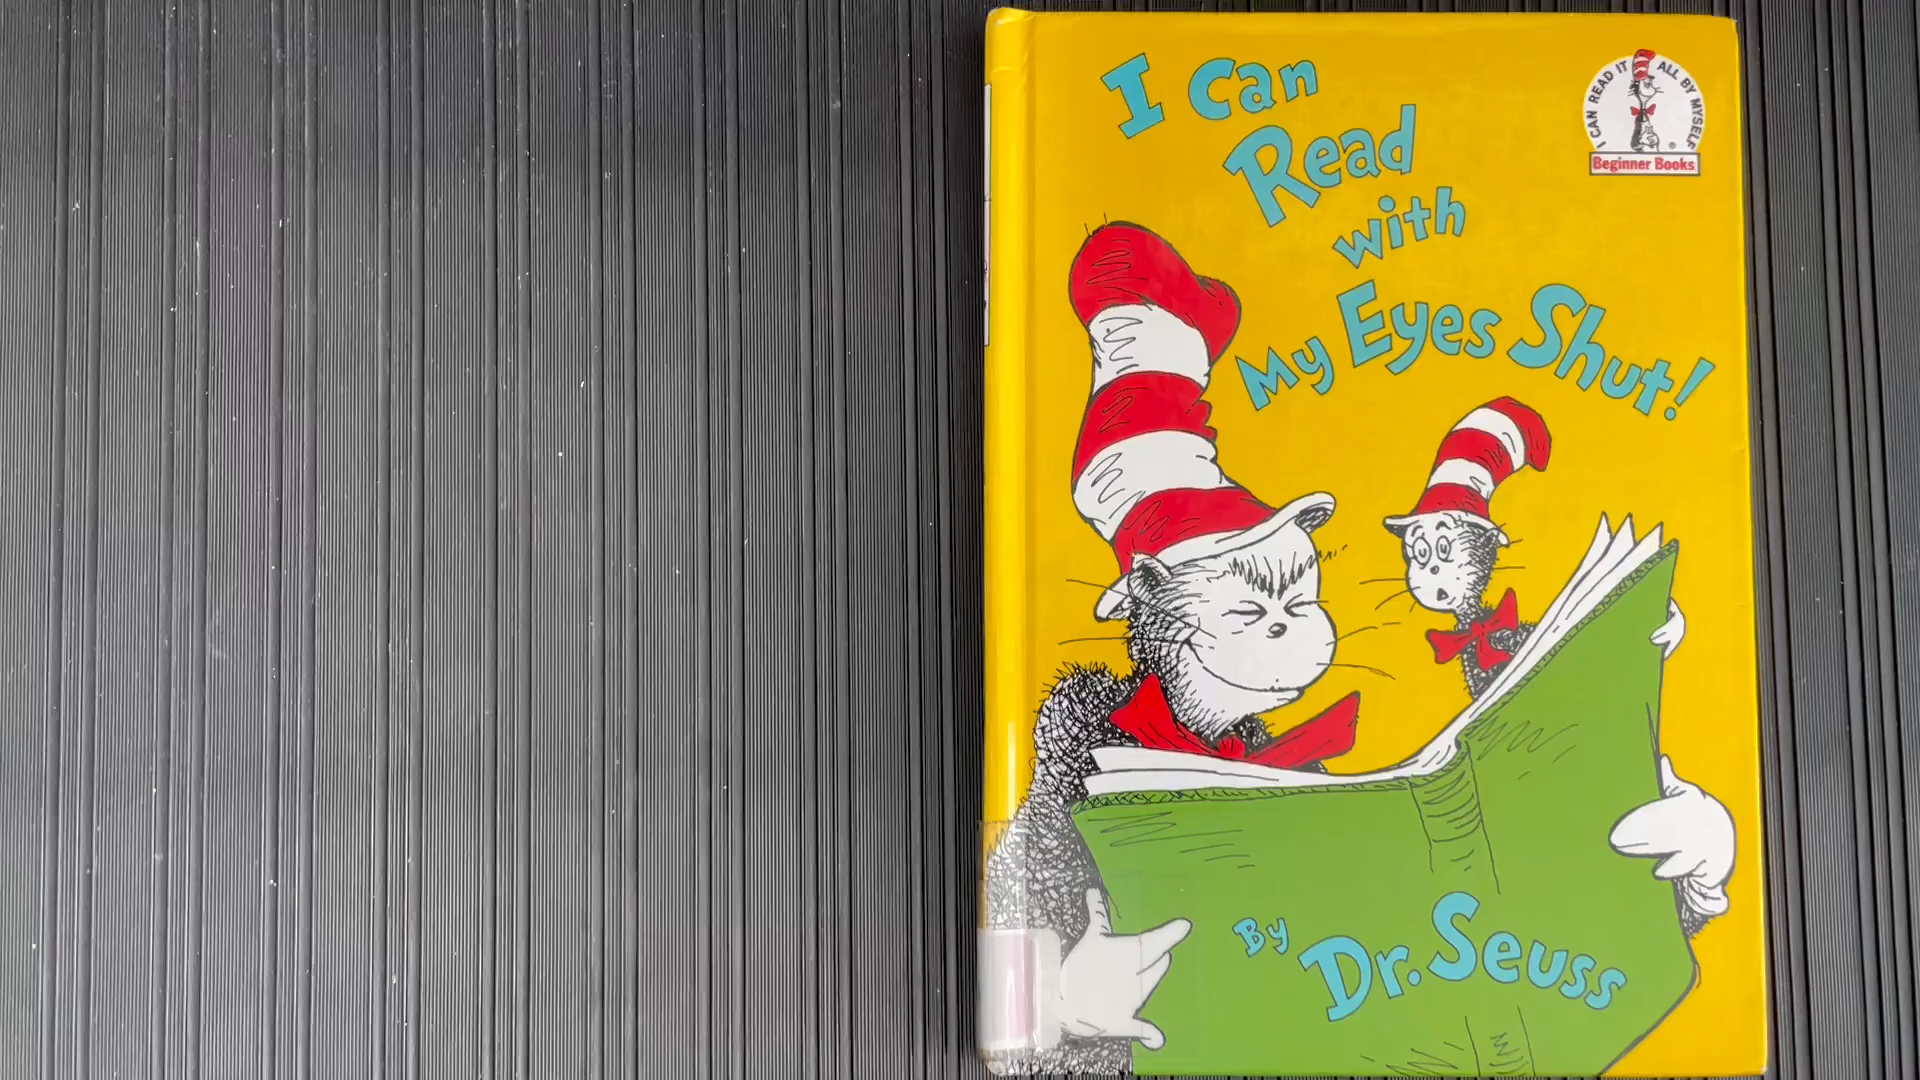 I Can
Read
with
My Eyes Shut!
I CAN READ IT ALL BY MYSELF
®
Beginner Books
By Dr. Seuss